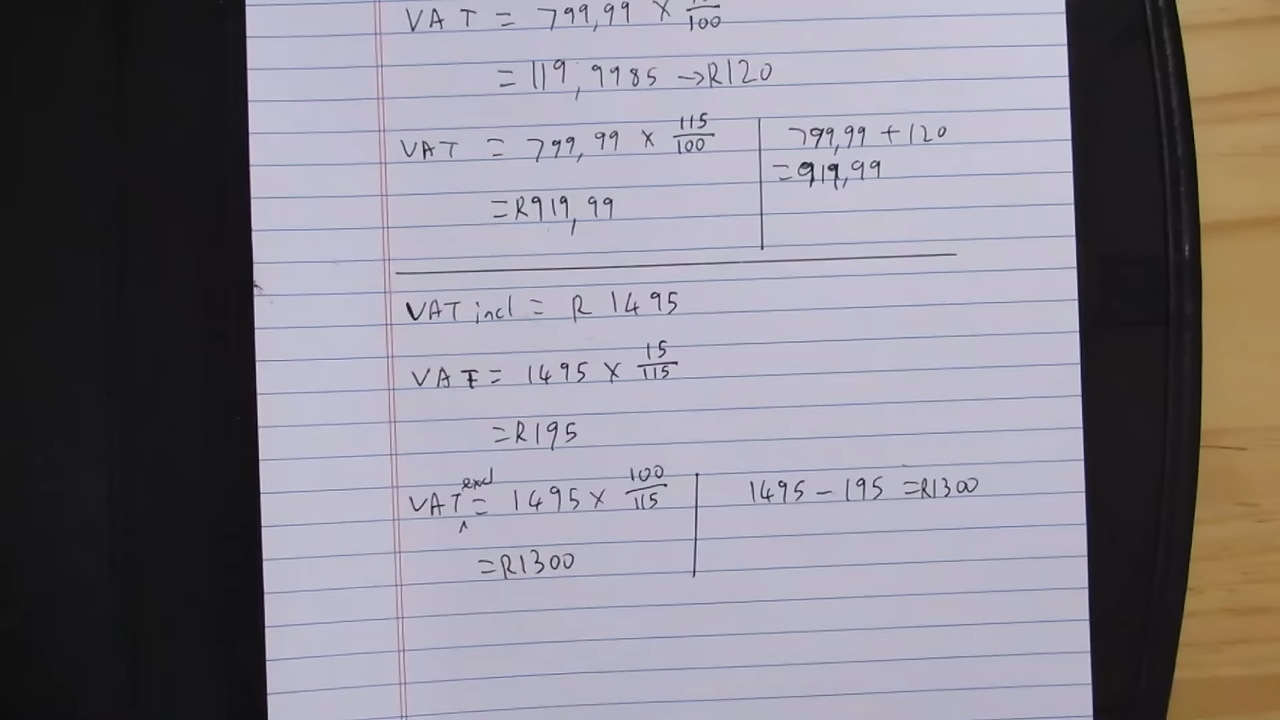 VAT = 799,99 × /100
= 119,9985 → R120
VAT = 799,99 × 115/100
= R919,99
799,99 + 120
= 919,99
VAT incl = R 1495
VAT = 1495 × 15/115
= R195
VAT excl = 1495 × 100/115
= R1300
1495 - 195 = R1300